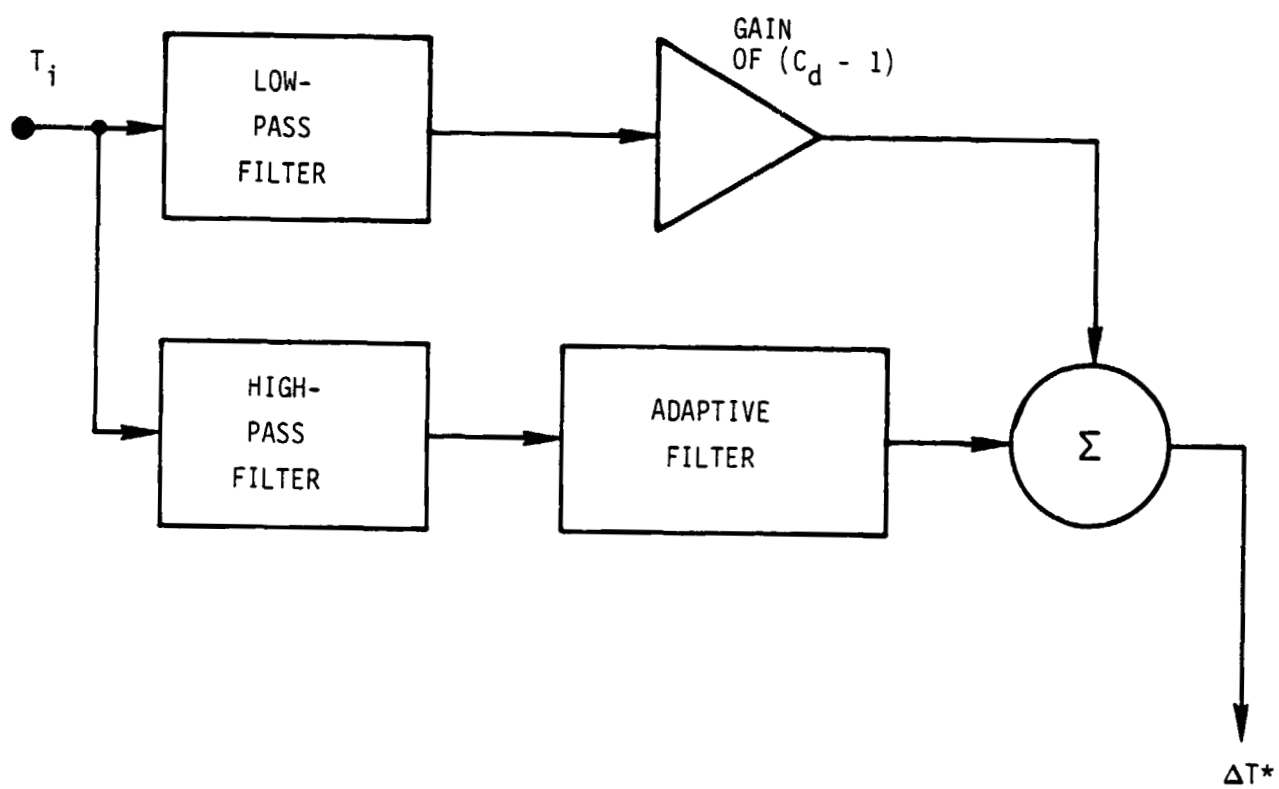 GAIN
OF (C_d - 1)
T_i
LOW-
PASS
FILTER
HIGH-
PASS
FILTER
ADAPTIVE
FILTER
Σ
ΔT*